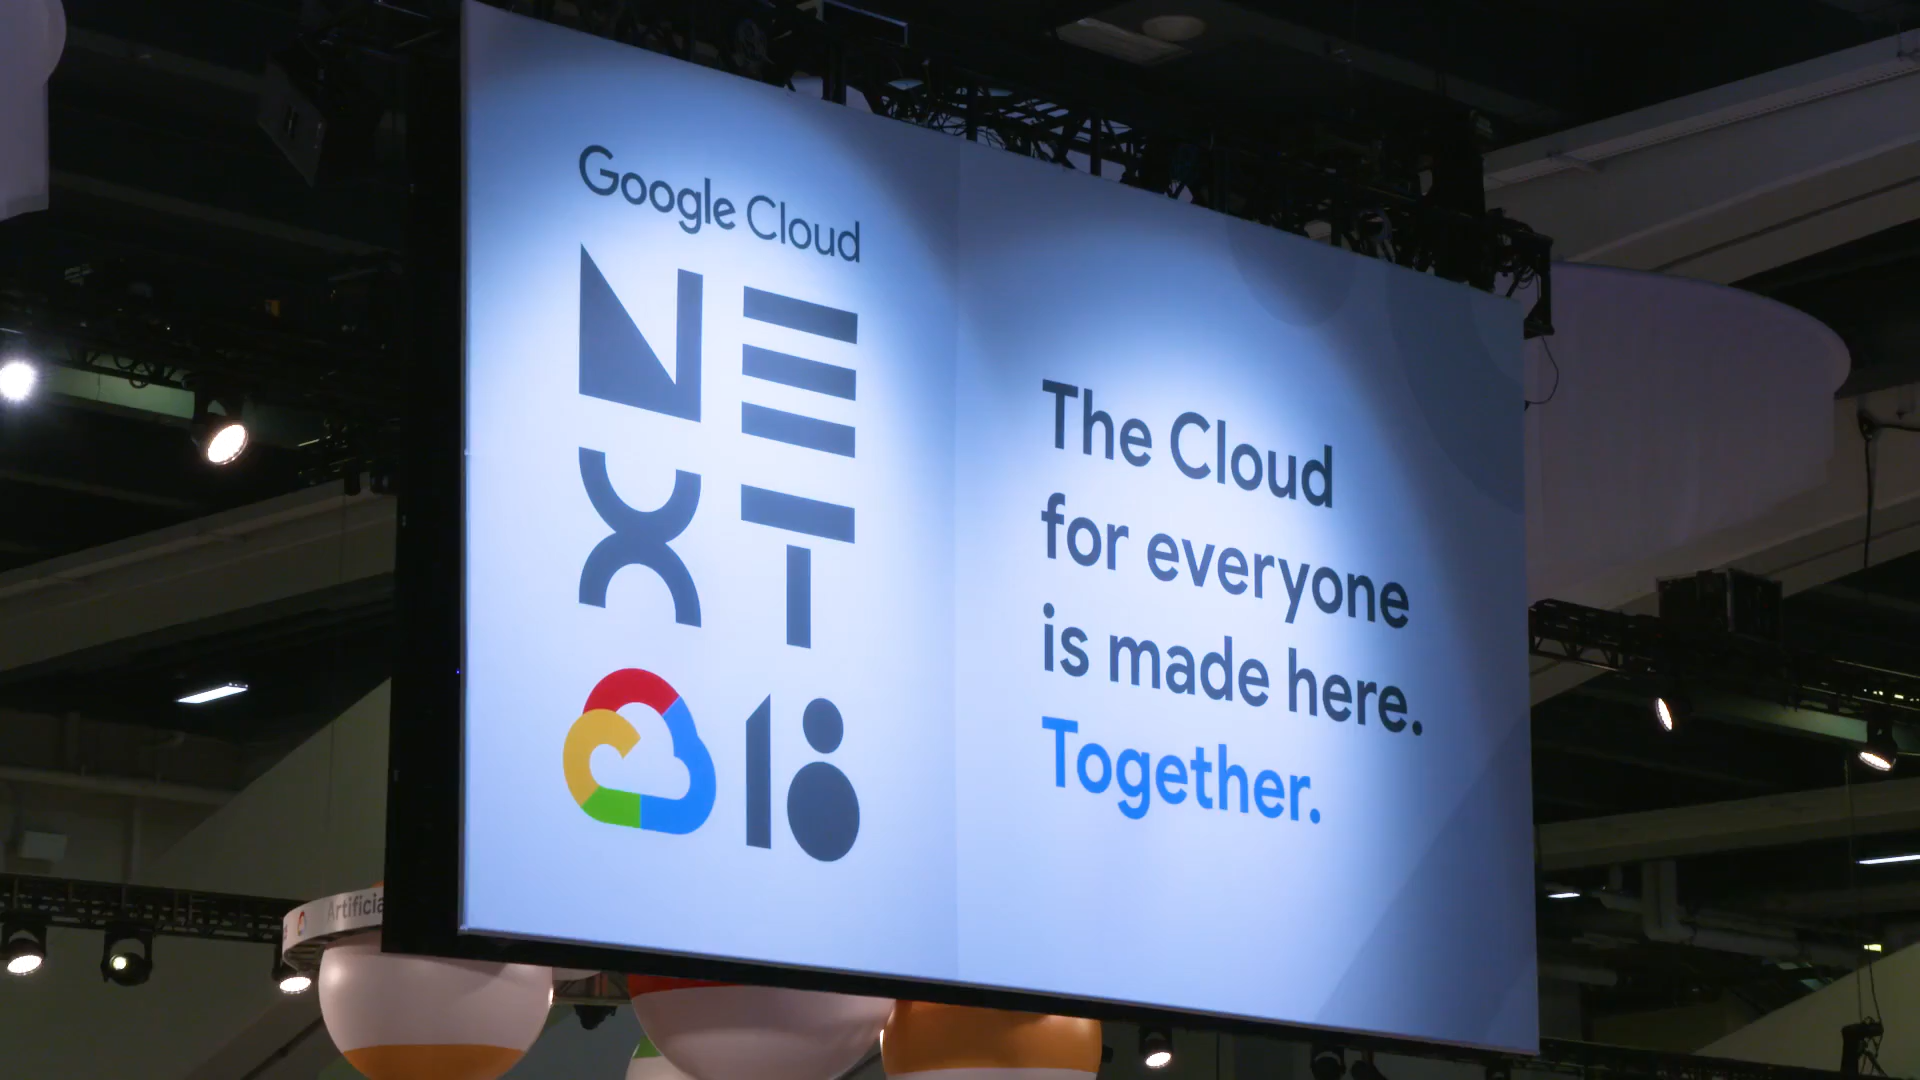 Google Cloud
NE
XT
18
The Cloud
for everyone
is made here.
Together.